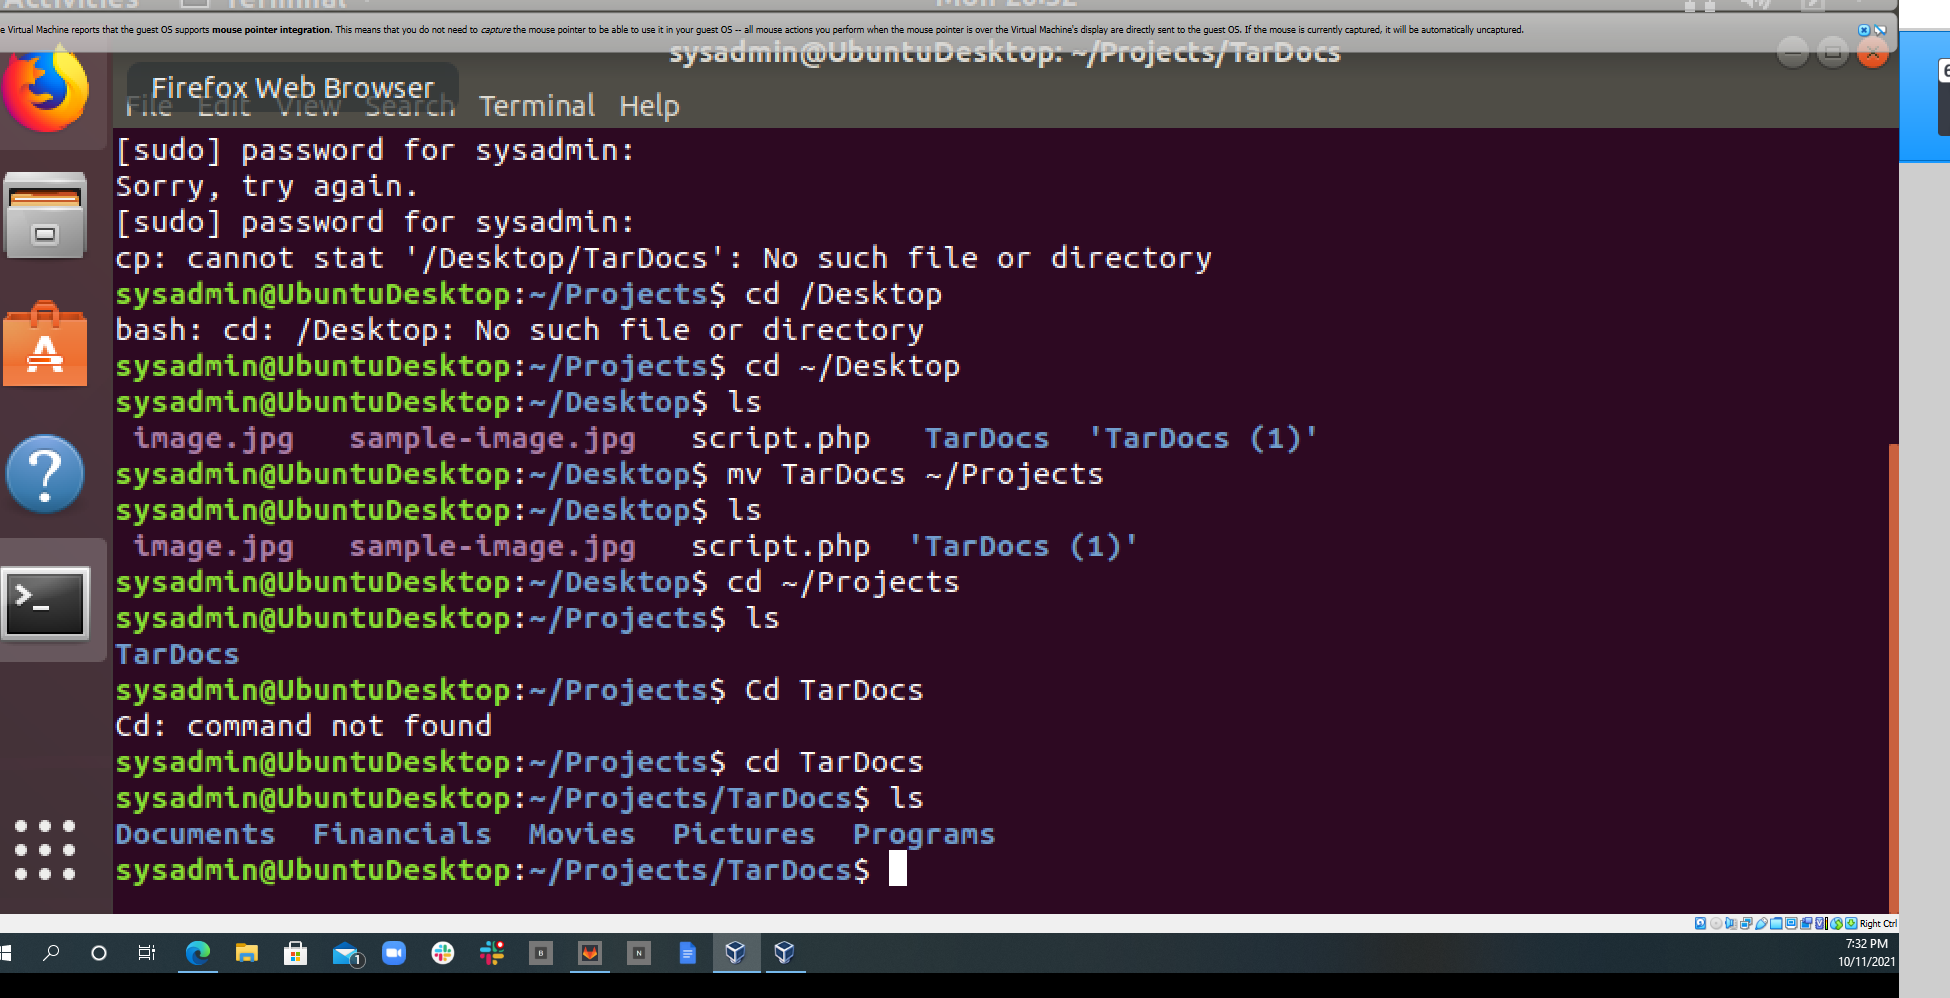 Activities Terminal Mon 20:32
e Virtual Machine reports that the guest OS supports mouse pointer integration. This means that you do not need to capture the mouse pointer to be able to use it in your guest OS -- all mouse actions you perform when the mouse pointer is over the Virtual Machine's display are directly sent to the guest OS. If the mouse is currently captured, it will be automatically uncaptured.
sysadmin@UbuntuDesktop: ~/Projects/TarDocs
Firefox Web Browser
File Edit View Search Terminal Help
[sudo] password for sysadmin:
Sorry, try again.
[sudo] password for sysadmin:
cp: cannot stat '/Desktop/TarDocs': No such file or directory
sysadmin@UbuntuDesktop:~/Projects$ cd /Desktop
bash: cd: /Desktop: No such file or directory
sysadmin@UbuntuDesktop:~/Projects$ cd ~/Desktop
sysadmin@UbuntuDesktop:~/Desktop$ ls
image.jpg sample-image.jpg script.php TarDocs 'TarDocs (1)'
sysadmin@UbuntuDesktop:~/Desktop$ mv TarDocs ~/Projects
sysadmin@UbuntuDesktop:~/Desktop$ ls
image.jpg sample-image.jpg script.php 'TarDocs (1)'
sysadmin@UbuntuDesktop:~/Desktop$ cd ~/Projects
sysadmin@UbuntuDesktop:~/Projects$ ls
TarDocs
sysadmin@UbuntuDesktop:~/Projects$ Cd TarDocs
Cd: command not found
sysadmin@UbuntuDesktop:~/Projects$ cd TarDocs
sysadmin@UbuntuDesktop:~/Projects/TarDocs$ ls
Documents Financials Movies Pictures Programs
sysadmin@UbuntuDesktop:~/Projects/TarDocs$
Right Ctrl
1
B
N
7:32 PM
10/11/2021